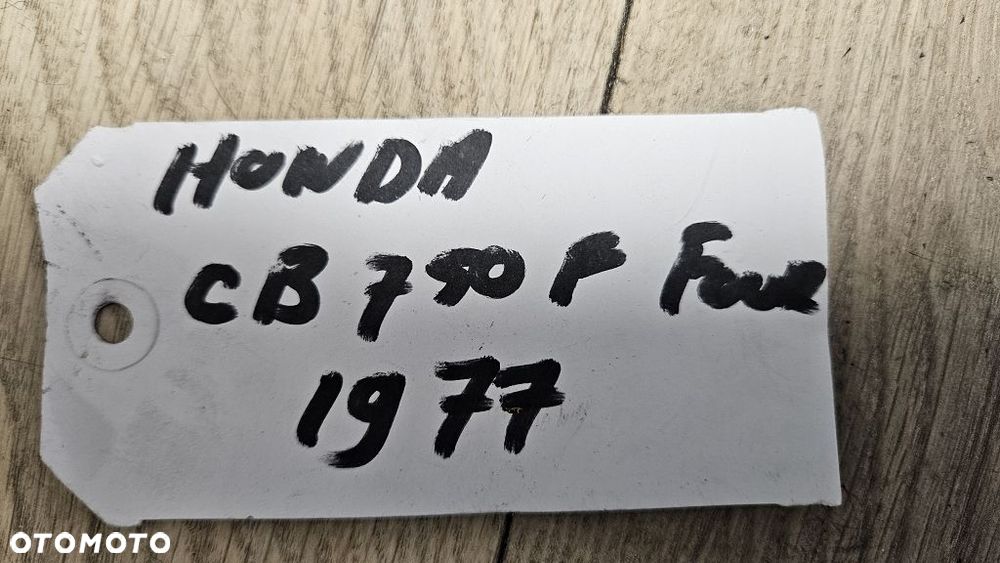 HONDA
CB 750 F Four
1977
OTOMOTO